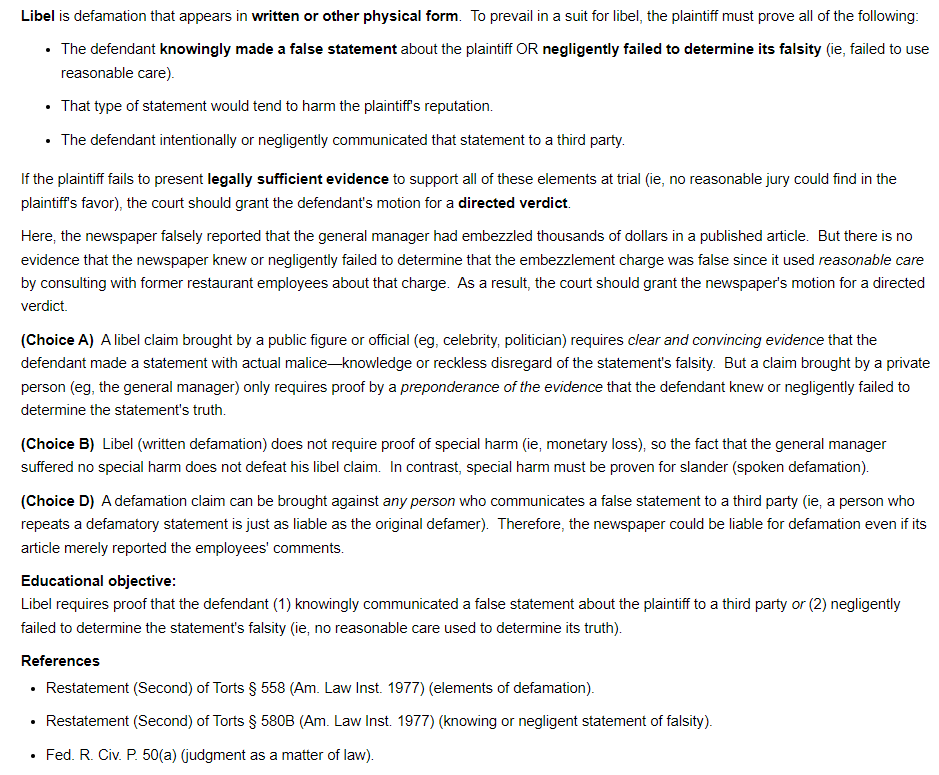 Libel is defamation that appears in written or other physical form.  To prevail in a suit for libel, the plaintiff must prove all of the following:
• The defendant knowingly made a false statement about the plaintiff OR negligently failed to determine its falsity (ie, failed to use
reasonable care).
• That type of statement would tend to harm the plaintiff's reputation.
• The defendant intentionally or negligently communicated that statement to a third party.
If the plaintiff fails to present legally sufficient evidence to support all of these elements at trial (ie, no reasonable jury could find in the
plaintiff's favor), the court should grant the defendant's motion for a directed verdict.
Here, the newspaper falsely reported that the general manager had embezzled thousands of dollars in a published article.  But there is no
evidence that the newspaper knew or negligently failed to determine that the embezzlement charge was false since it used reasonable care
by consulting with former restaurant employees about that charge.  As a result, the court should grant the newspaper's motion for a directed
verdict.
(Choice A)  A libel claim brought by a public figure or official (eg, celebrity, politician) requires clear and convincing evidence that the
defendant made a statement with actual malice—knowledge or reckless disregard of the statement's falsity.  But a claim brought by a private
person (eg, the general manager) only requires proof by a preponderance of the evidence that the defendant knew or negligently failed to
determine the statement's truth.
(Choice B)  Libel (written defamation) does not require proof of special harm (ie, monetary loss), so the fact that the general manager
suffered no special harm does not defeat his libel claim.  In contrast, special harm must be proven for slander (spoken defamation).
(Choice D)  A defamation claim can be brought against any person who communicates a false statement to a third party (ie, a person who
repeats a defamatory statement is just as liable as the original defamer).  Therefore, the newspaper could be liable for defamation even if its
article merely reported the employees' comments.
Educational objective:
Libel requires proof that the defendant (1) knowingly communicated a false statement about the plaintiff to a third party or (2) negligently
failed to determine the statement's falsity (ie, no reasonable care used to determine its truth).
References
• Restatement (Second) of Torts § 558 (Am. Law Inst. 1977) (elements of defamation).
• Restatement (Second) of Torts § 580B (Am. Law Inst. 1977) (knowing or negligent statement of falsity).
• Fed. R. Civ. P. 50(a) (judgment as a matter of law).